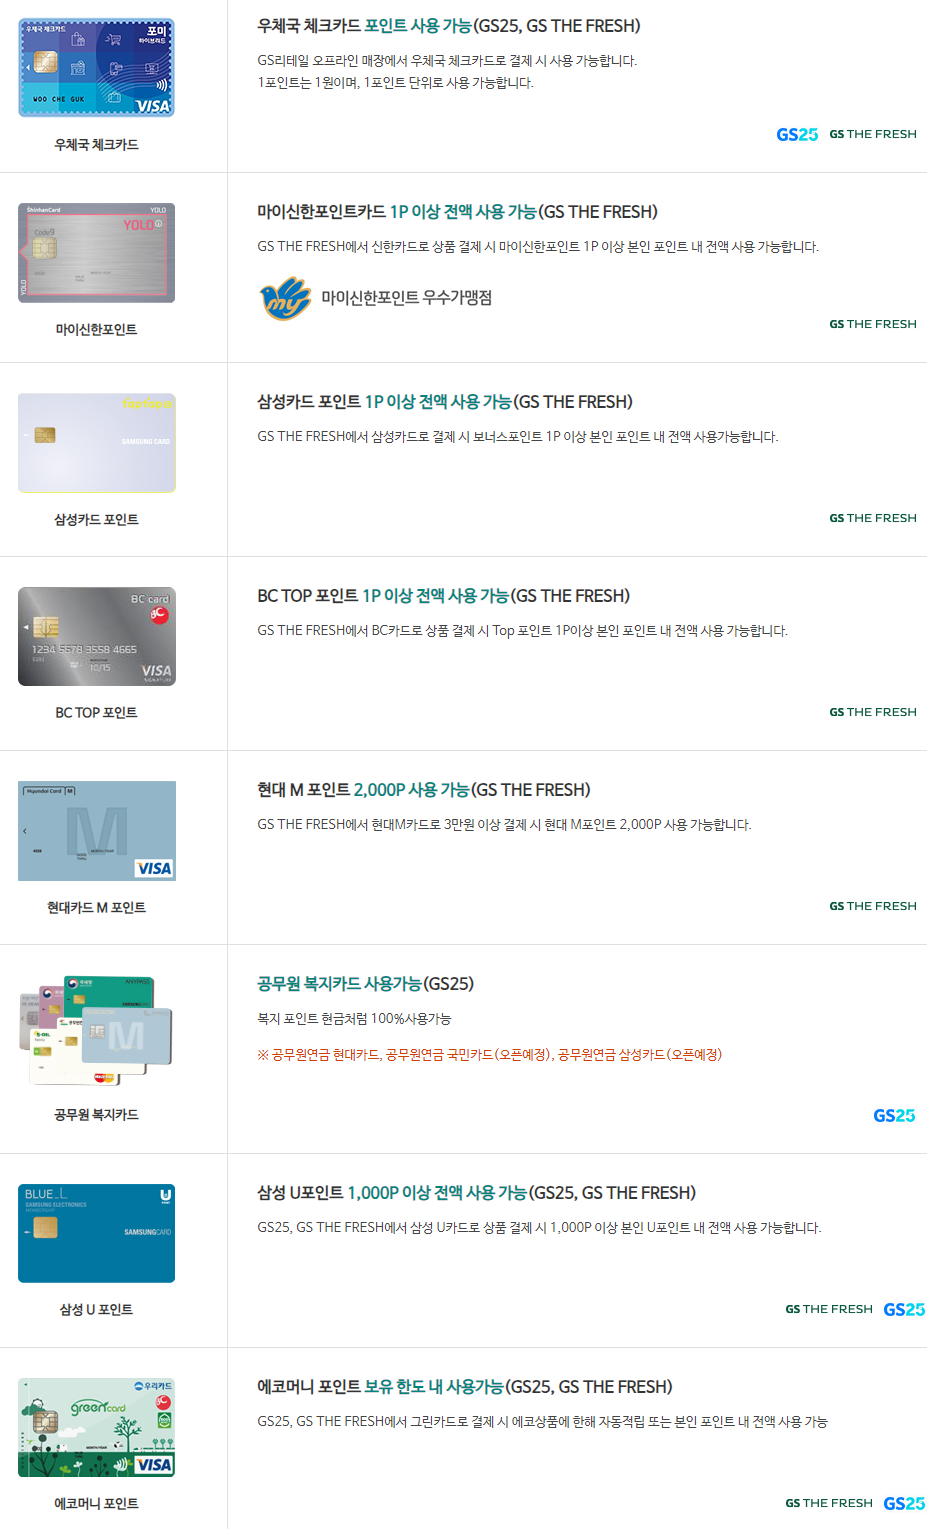 우체국 체크카드
포미
하이브리드
WOO CHE GUK
VISA
우체국 체크카드
우체국 체크카드 포인트 사용 가능(GS25, GS THE FRESH)
GS리테일 오프라인 매장에서 우체국 체크카드로 결제 시 사용 가능합니다.
1포인트는 1원이며, 1포인트 단위로 사용 가능합니다.
GS25 GS THE FRESH
ShinhanCard YOLO
YOLO
Code9
YOLO
마이신한포인트
마이신한포인트카드 1P 이상 전액 사용 가능(GS THE FRESH)
GS THE FRESH에서 신한카드로 상품 결제 시 마이신한포인트 1P 이상 본인 포인트 내 전액 사용 가능합니다.
my 마이신한포인트 우수가맹점
GS THE FRESH
SAMSUNG CARD
삼성카드 포인트
삼성카드 포인트 1P 이상 전액 사용 가능(GS THE FRESH)
GS THE FRESH에서 삼성카드로 결제 시 보너스포인트 1P 이상 본인 포인트 내 전액 사용가능합니다.
GS THE FRESH
BC card
1234 5678 3558 4665
10/15
VISA
SIGNATURE
BC TOP 포인트
BC TOP 포인트 1P 이상 전액 사용 가능(GS THE FRESH)
GS THE FRESH에서 BC카드로 상품 결제 시 Top 포인트 1P이상 본인 포인트 내 전액 사용 가능합니다.
GS THE FRESH
Hyundai Card M
M
VISA
현대카드 M 포인트
현대 M 포인트 2,000P 사용 가능(GS THE FRESH)
GS THE FRESH에서 현대M카드로 3만원 이상 결제 시 현대 M포인트 2,000P 사용 가능합니다.
GS THE FRESH
ANYPASS
S-OIL
M
공무원 복지카드
공무원 복지카드 사용가능(GS25)
복지 포인트 현금처럼 100%사용가능
※ 공무원연금 현대카드, 공무원연금 국민카드(오픈예정), 공무원연금 삼성카드(오픈예정)
GS25
BLUE_L
SAMSUNG ELECTRONICS
MEMBERSHIP
U
POINT
SAMSUNGCARD
삼성 U 포인트
삼성 U포인트 1,000P 이상 전액 사용 가능(GS25, GS THE FRESH)
GS25, GS THE FRESH에서 삼성 U카드로 상품 결제 시 1,000P 이상 본인 U포인트 내 전액 사용 가능합니다.
GS THE FRESH GS25
우리카드
green card
VISA
에코머니 포인트
에코머니 포인트 보유 한도 내 사용가능(GS25, GS THE FRESH)
GS25, GS THE FRESH에서 그린카드로 결제 시 에코상품에 한해 자동적립 또는 본인 포인트 내 전액 사용 가능
GS THE FRESH GS25